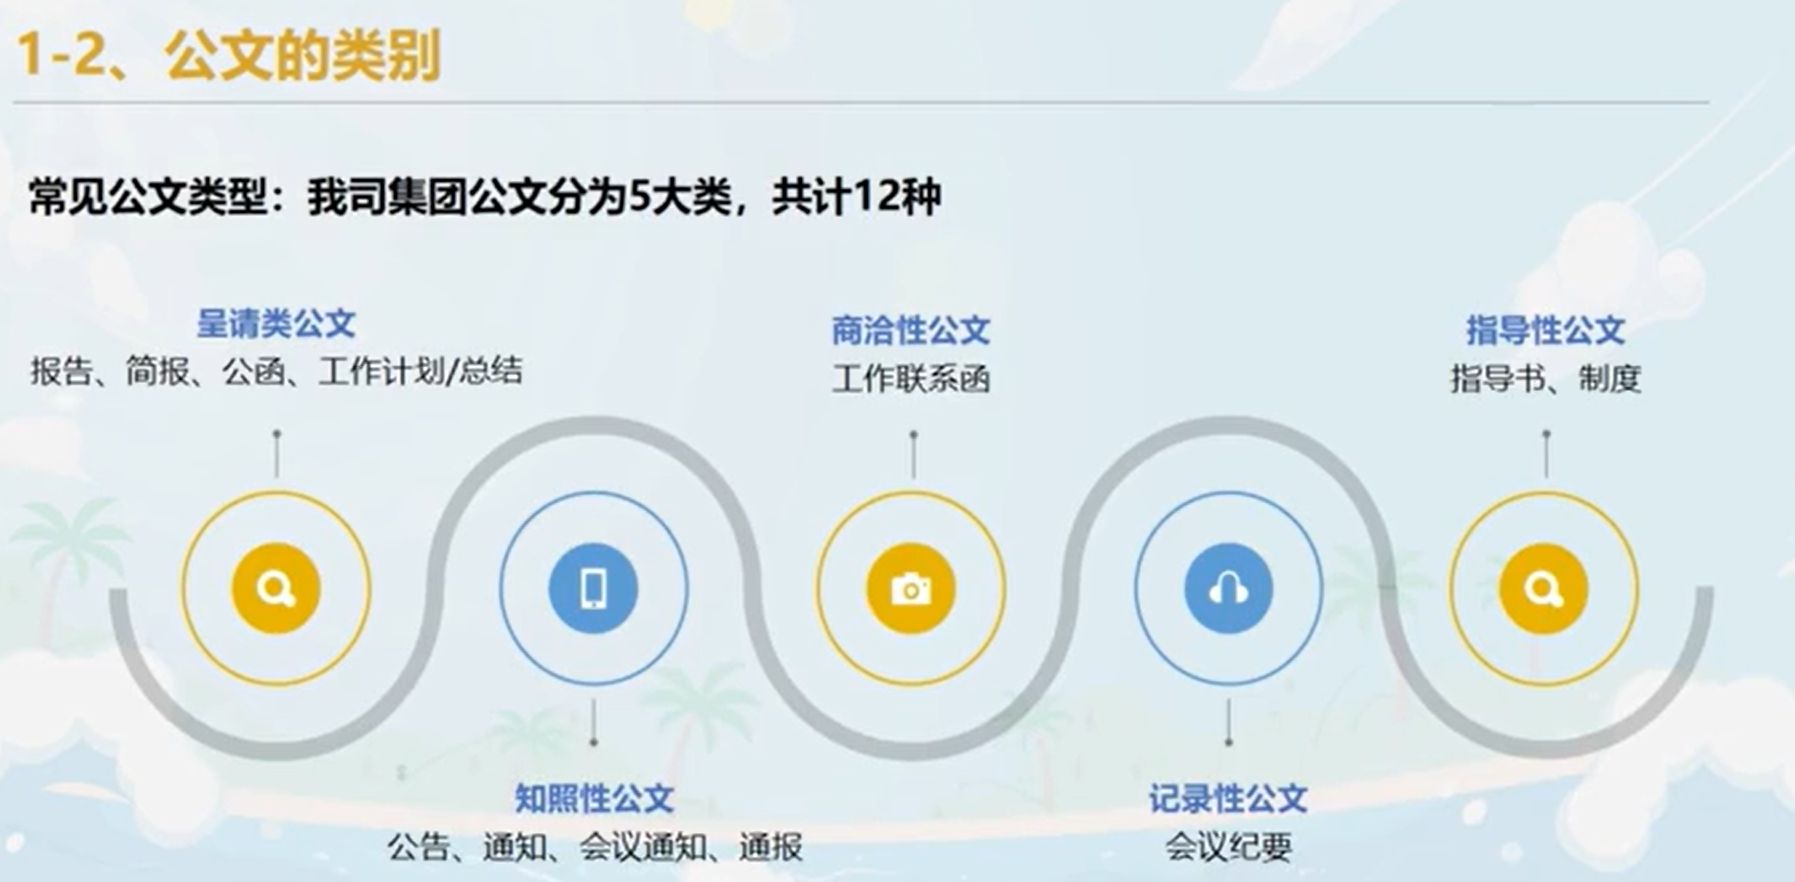 1-2、公文的类别
常见公文类型：我司集团公文分为5大类，共计12种
呈请类公文
报告、简报、公函、工作计划/总结
商洽性公文
工作联系函
指导性公文
指导书、制度
知照性公文
公告、通知、会议通知、通报
记录性公文
会议纪要